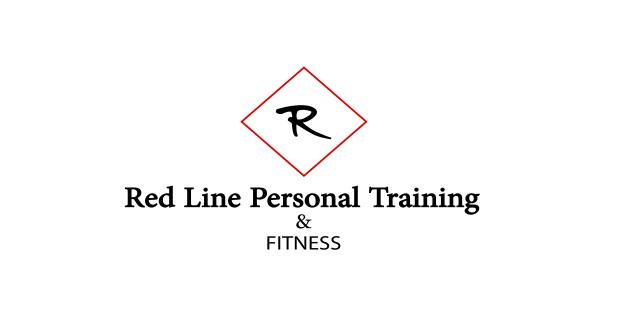 R
Red Line Personal Training
&
FITNESS